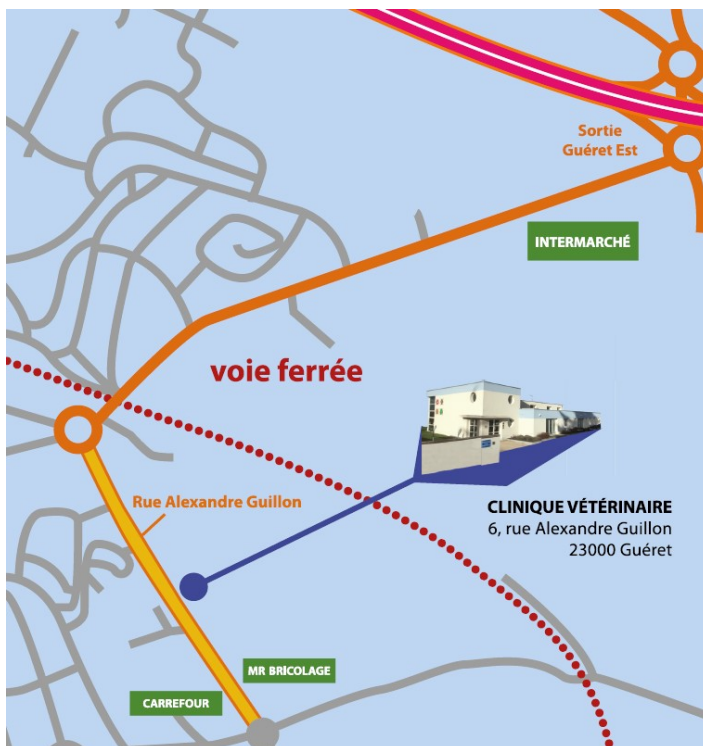 Sortie
Guéret Est
INTERMARCHÉ
voie ferrée
Rue Alexandre Guillon
CLINIQUE VÉTÉRINAIRE
6, rue Alexandre Guillon
23000 Guéret
MR BRICOLAGE
CARREFOUR